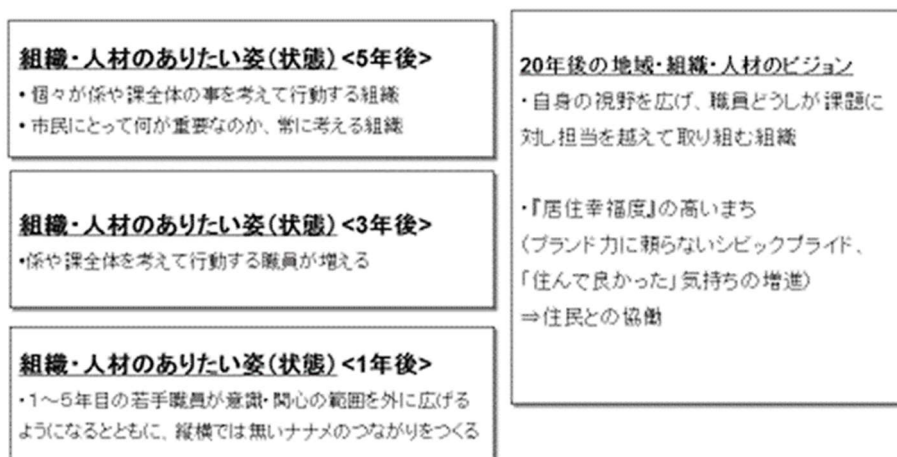 組織・人材のありたい姿(状態)<5年後>
・個々が係や課全体の事を考えて行動する組織
・市民にとって何が重要なのか、常に考える組織
組織・人材のありたい姿(状態)<3年後>
・係や課全体を考えて行動する職員が増える
組織・人材のありたい姿(状態)<1年後>
・1~5年目の若手職員が意識・関心の範囲を外に広げる
ようになるとともに、縦横では無いナナメのつながりをつくる
20年後の地域・組織・人材のビジョン
・自身の視野を広げ、職員どうしが課題に
対し担当を越えて取り組む組織
・『居住幸福度』の高いまち
(ブランド力に頼らないシビックプライド、
「住んで良かった」気持ちの増進)
⇒住民との協働